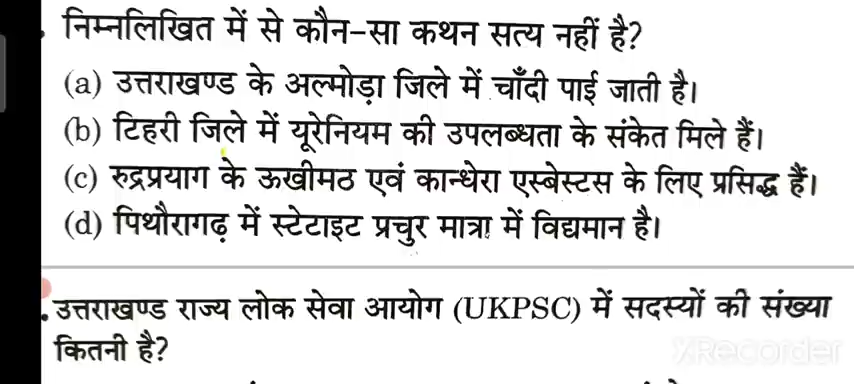 निम्नलिखित में से कौन-सा कथन सत्य नहीं है?
(a) उत्तराखण्ड के अल्मोड़ा जिले में चाँदी पाई जाती है।
(b) टिहरी जिले में यूरेनियम की उपलब्धता के संकेत मिले हैं।
(c) रुद्रप्रयाग के ऊखीमठ एवं कान्धेरा एस्बेस्टस के लिए प्रसिद्ध हैं।
(d) पिथौरागढ़ में स्टेटाइट प्रचुर मात्रा में विद्यमान है।
उत्तराखण्ड राज्य लोक सेवा आयोग (UKPSC) में सदस्यों की संख्या
कितनी है?
XRecorder